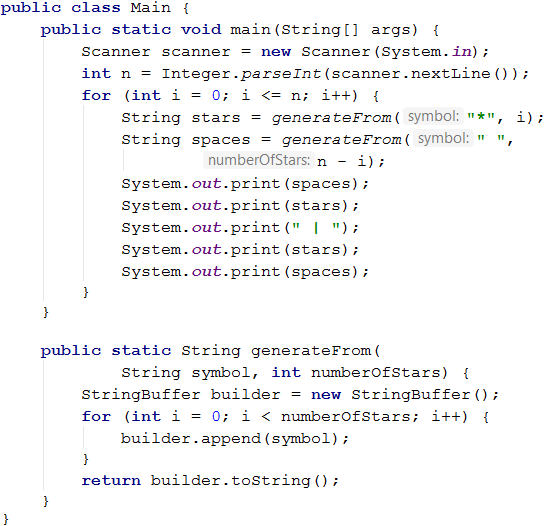 public class Main {
    public static void main(String[] args) {
        Scanner scanner = new Scanner(System.in);
        int n = Integer.parseInt(scanner.nextLine());
        for (int i = 0; i <= n; i++) {
            String stars = generateFrom( symbol: "*", i);
            String spaces = generateFrom( symbol: " ",
                    numberOfStars: n - i);
            System.out.print(spaces);
            System.out.print(stars);
            System.out.print(" | ");
            System.out.print(stars);
            System.out.print(spaces);
        }
    }
    public static String generateFrom(
            String symbol, int numberOfStars) {
        StringBuffer builder = new StringBuffer();
        for (int i = 0; i < numberOfStars; i++) {
            builder.append(symbol);
        }
        return builder.toString();
    }
}